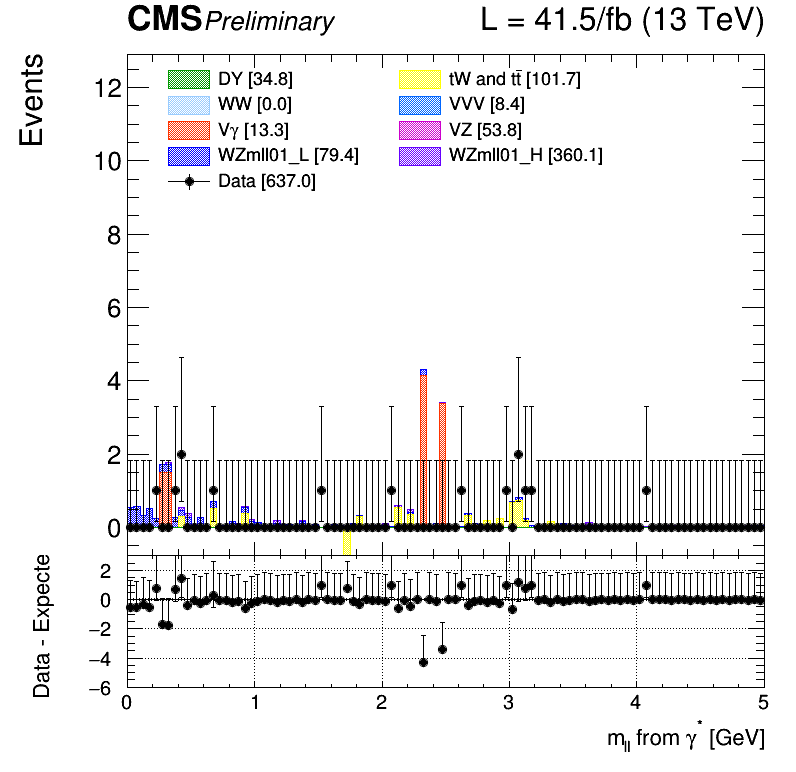 CMS Preliminary L = 41.5/fb (13 TeV)
Events
DY [34.8] tW and tt̄ [101.7]
WW [0.0] VVV [8.4]
Vγ [13.3] VZ [53.8]
WZmll01_L [79.4] WZmll01_H [360.1]
Data [637.0]
12
10
8
6
4
2
0
Data - Expecte
2
0
−2
−4
−6
0 1 2 3 4 5
m_ll from γ* [GeV]